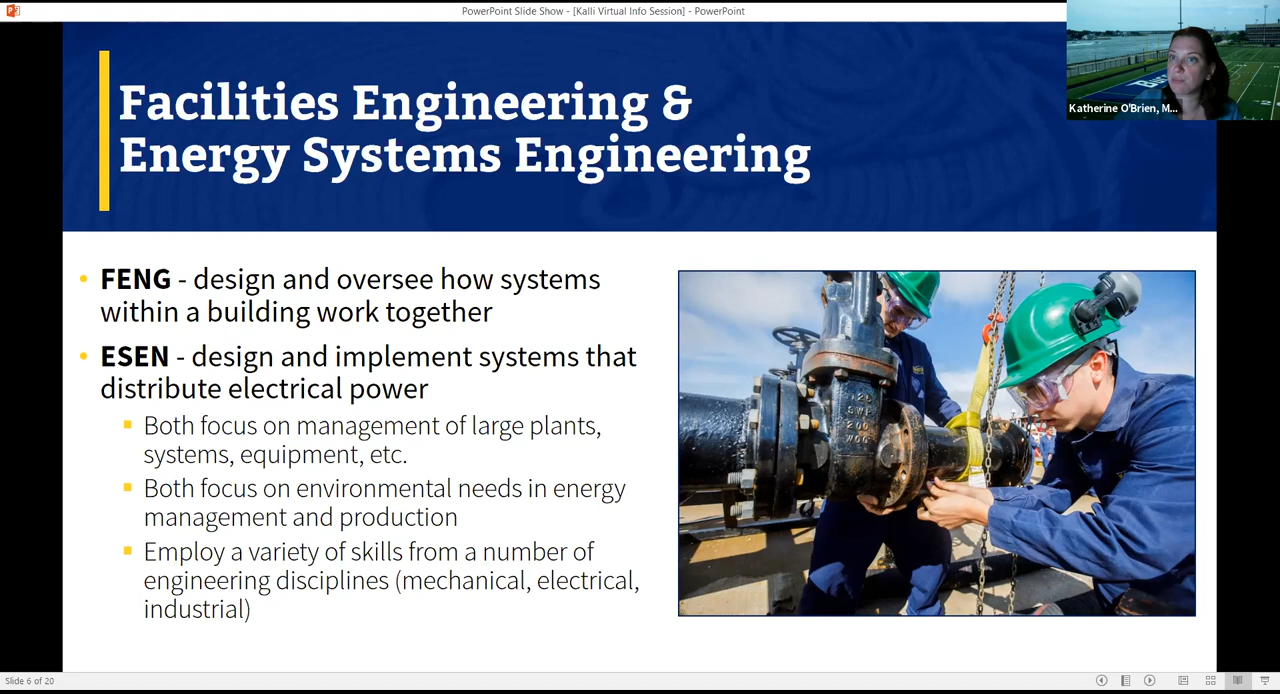 PowerPoint Slide Show - [Kalli Virtual Info Session] - PowerPoint
Katherine O'Brien, M...
Facilities Engineering &
Energy Systems Engineering
• FENG - design and oversee how systems
within a building work together
• ESEN - design and implement systems that
distribute electrical power
▪ Both focus on management of large plants,
systems, equipment, etc.
▪ Both focus on environmental needs in energy
management and production
▪ Employ a variety of skills from a number of
engineering disciplines (mechanical, electrical,
industrial)
SWP
200
WOG
Slide 6 of 20